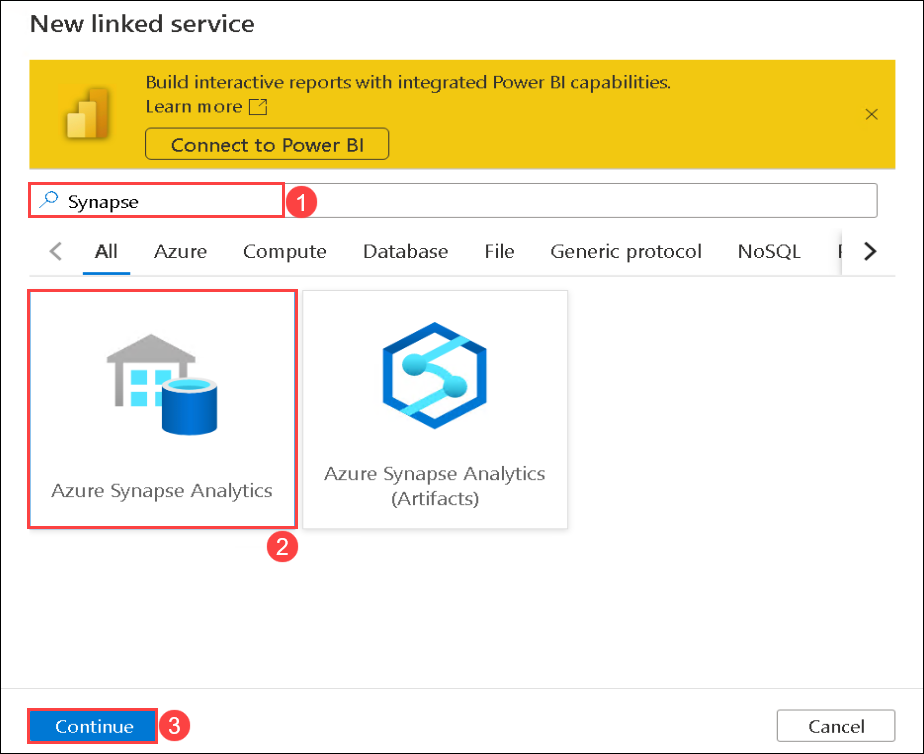 New linked service
Build interactive reports with integrated Power BI capabilities.
Learn more
Connect to Power BI
Synapse
1
All Azure Compute Database File Generic protocol NoSQL
Azure Synapse Analytics
Azure Synapse Analytics
(Artifacts)
2
Continue 3 Cancel